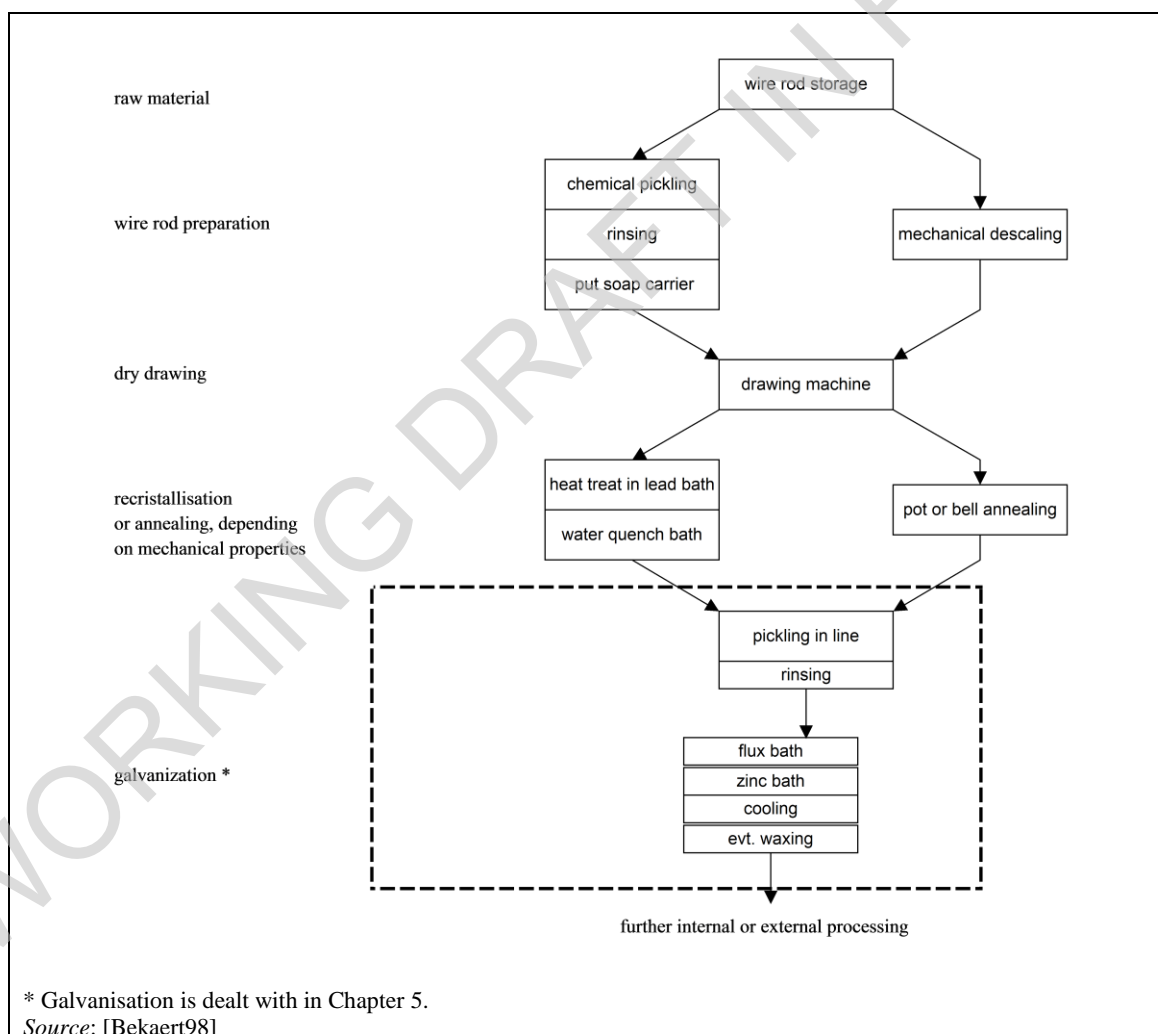 WORKING DRAFT IN
raw material
wire rod storage
wire rod preparation
chemical pickling
rinsing
put soap carrier
mechanical descaling
dry drawing
drawing machine
recristallisation
or annealing, depending
on mechanical properties
heat treat in lead bath
water quench bath
pot or bell annealing
pickling in line
rinsing
galvanization *
flux bath
zinc bath
cooling
evt. waxing
further internal or external processing
* Galvanisation is dealt with in Chapter 5.
Source: [Bekaert98]